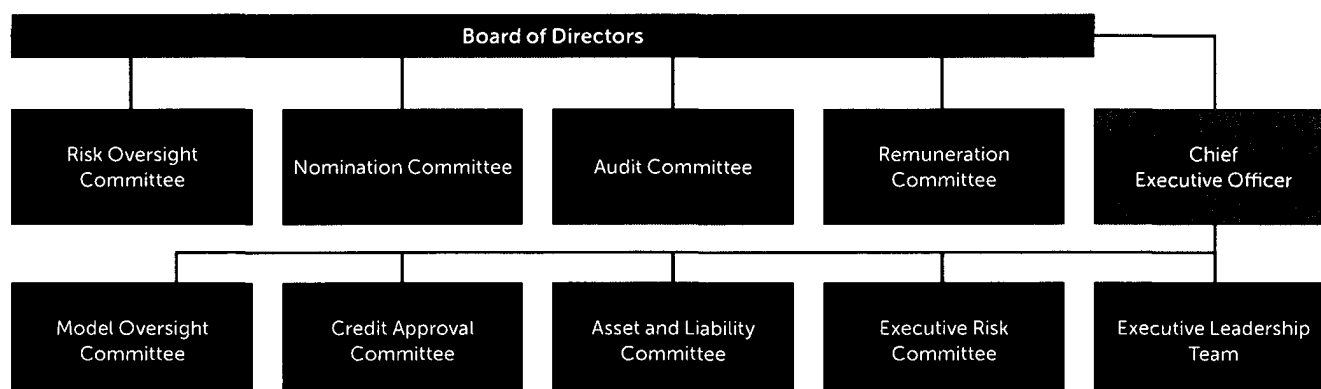 Board of Directors
Risk Oversight
Committee
Nomination Committee
Audit Committee
Remuneration
Committee
Chief
Executive Officer
Model Oversight
Committee
Credit Approval
Committee
Asset and Liability
Committee
Executive Risk
Committee
Executive Leadership
Team